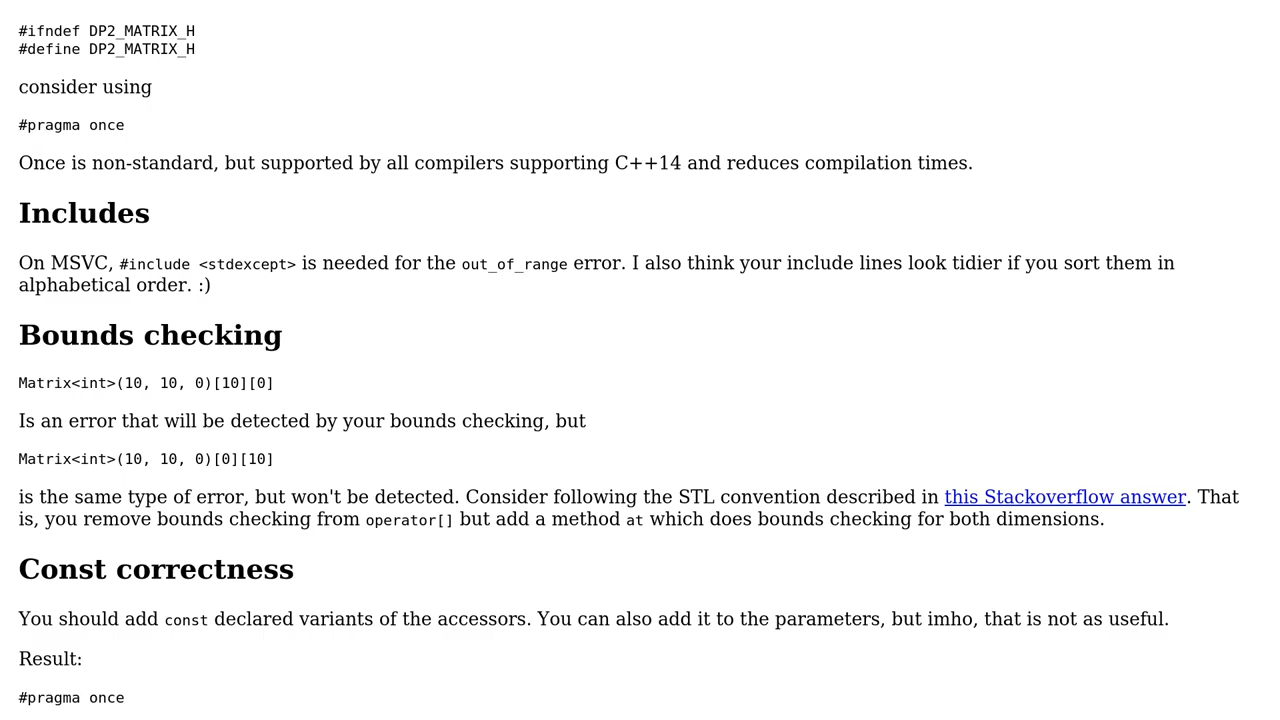 #ifndef DP2_MATRIX_H
#define DP2_MATRIX_H
consider using
#pragma once
Once is non-standard, but supported by all compilers supporting C++14 and reduces compilation times.
Includes
On MSVC, #include <stdexcept> is needed for the out_of_range error. I also think your include lines look tidier if you sort them in
alphabetical order. :)
Bounds checking
Matrix<int>(10, 10, 0)[10][0]
Is an error that will be detected by your bounds checking, but
Matrix<int>(10, 10, 0)[0][10]
is the same type of error, but won't be detected. Consider following the STL convention described in this Stackoverflow answer. That
is, you remove bounds checking from operator[] but add a method at which does bounds checking for both dimensions.
Const correctness
You should add const declared variants of the accessors. You can also add it to the parameters, but imho, that is not as useful.
Result:
#pragma once